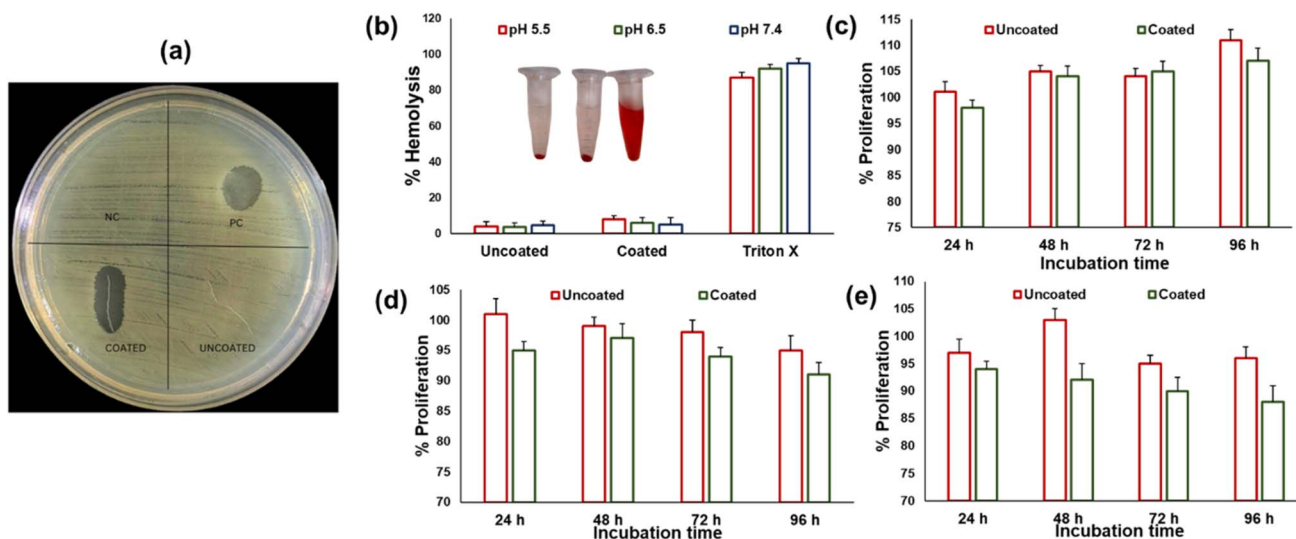 (a)
NC
PC
COATED
UNCOATED
(b)
120
100
80
60
40
20
0
% Hemolysis
pH 5.5 pH 6.5 pH 7.4
Uncoated Coated Triton X
(c)
115
110
105
100
95
90
85
80
75
% Proliferation
Uncoated Coated
24 h 48 h 72 h 96 h
Incubation time
(d)
105
100
95
90
85
80
75
70
% Proliferation
Uncoated Coated
24 h 48 h 72 h 96 h
Incubation time
(e)
110
105
100
95
90
85
80
75
70
% Proliferation
Uncoated Coated
24 h 48 h 72 h 96 h
Incubation time